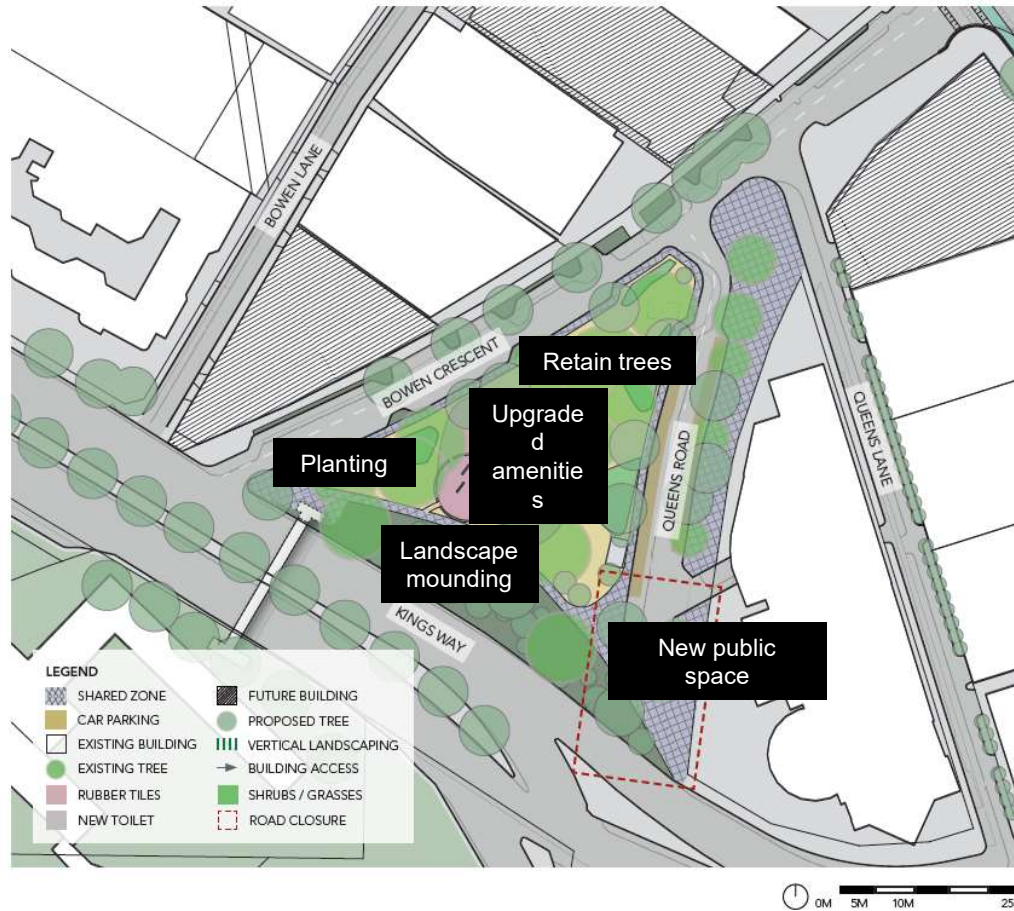 BOWEN LANE
Retain trees
BOWEN CRESCENT
Upgrade
d
amenitie
s
Planting
QUEENS LANE
QUEENS ROAD
Landscape
mounding
KINGS WAY
New public
space
LEGEND
SHARED ZONE
CAR PARKING
EXISTING BUILDING
EXISTING TREE
RUBBER TILES
NEW TOILET
FUTURE BUILDING
PROPOSED TREE
VERTICAL LANDSCAPING
BUILDING ACCESS
SHRUBS / GRASSES
ROAD CLOSURE
0M 5M 10M 25